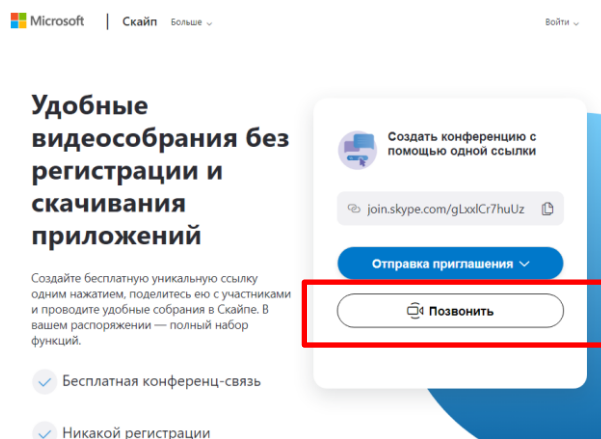 Microsoft | Скайп Больше Войти
Удобные
видеособрания без
регистрации и
скачивания
приложений
Создайте бесплатную уникальную ссылку
одним нажатием, поделитесь ею с участниками
и проводите удобные собрания в Скайпе. В
вашем распоряжении — полный набор
функций.
Бесплатная конференц-связь
Никакой регистрации
Создать конференцию с
помощью одной ссылки
join.skype.com/gLxxlCr7huUz
Отправка приглашения
Позвонить